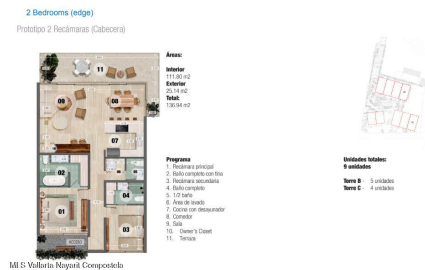 2 Bedrooms (edge)
Prototipo 2 Recámaras (Cabecera)
Áreas:
Interior
111.80 m2
Exterior
25.14 m2
Total:
136.94 m2
11
09
08
07
02
04
01
03
ACCESO
Programa
1. Recámara principal
2. Baño completo con tina
3. Recámara secundaria
4. Baño completo
5. 1/2 baño
6. Área de lavado
7. Cocina con desayunador
8. Comedor
9. Sala
10. Owner's Closet
11. Terraza
Unidades totales:
9 unidades
Torre B - 5 unidades
Torre C - 4 unidades
MLS Vallarta Nayarit Compostela